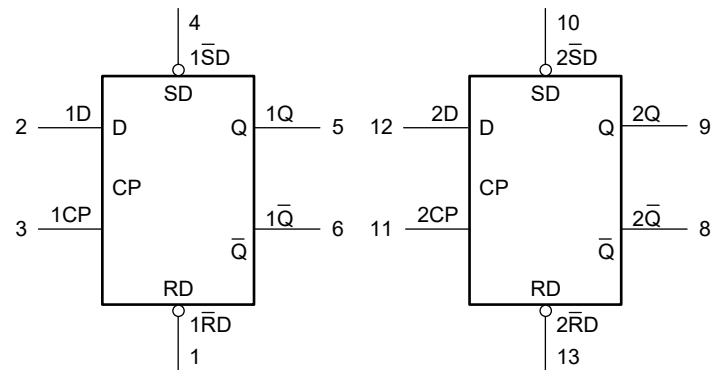 4 10
1S̅D 2S̅D
SD SD
2 1D D Q 1Q 5 12 2D D Q 2Q 9
CP CP
3 1CP 1Q̅ 6 11 2CP 2Q̅ 8
Q̅ Q̅
RD RD
1R̅D 2R̅D
1 13